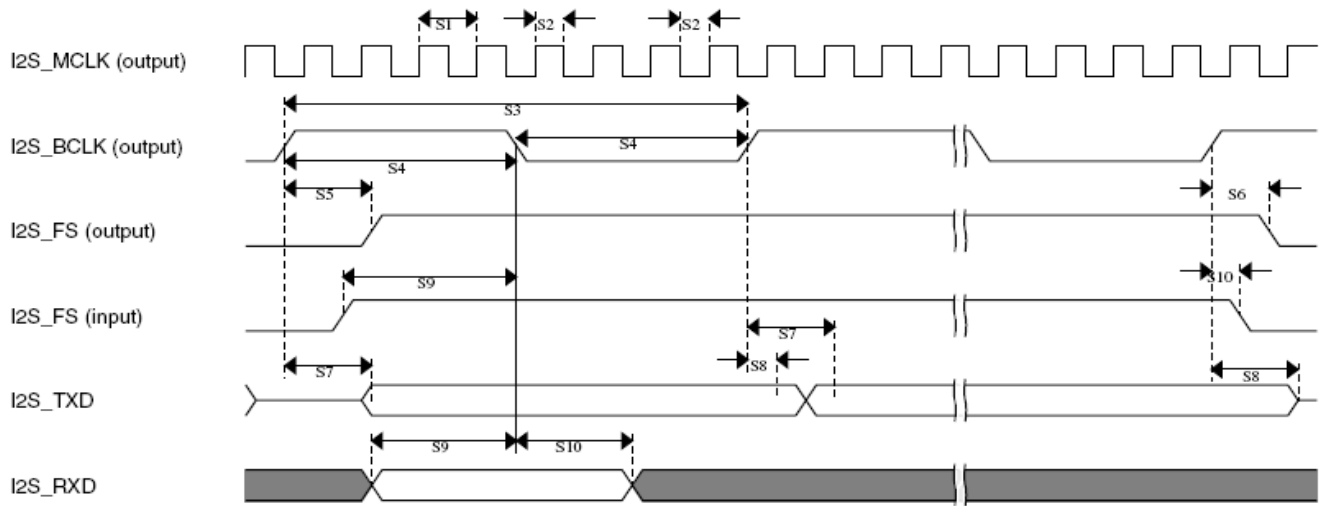 S1 S2 S2
I2S_MCLK (output)
S3
I2S_BCLK (output) S4
S4
S5 S6
I2S_FS (output)
S9 S10
I2S_FS (input)
S7
S8
S7 S8
I2S_TXD
S9 S10
I2S_RXD